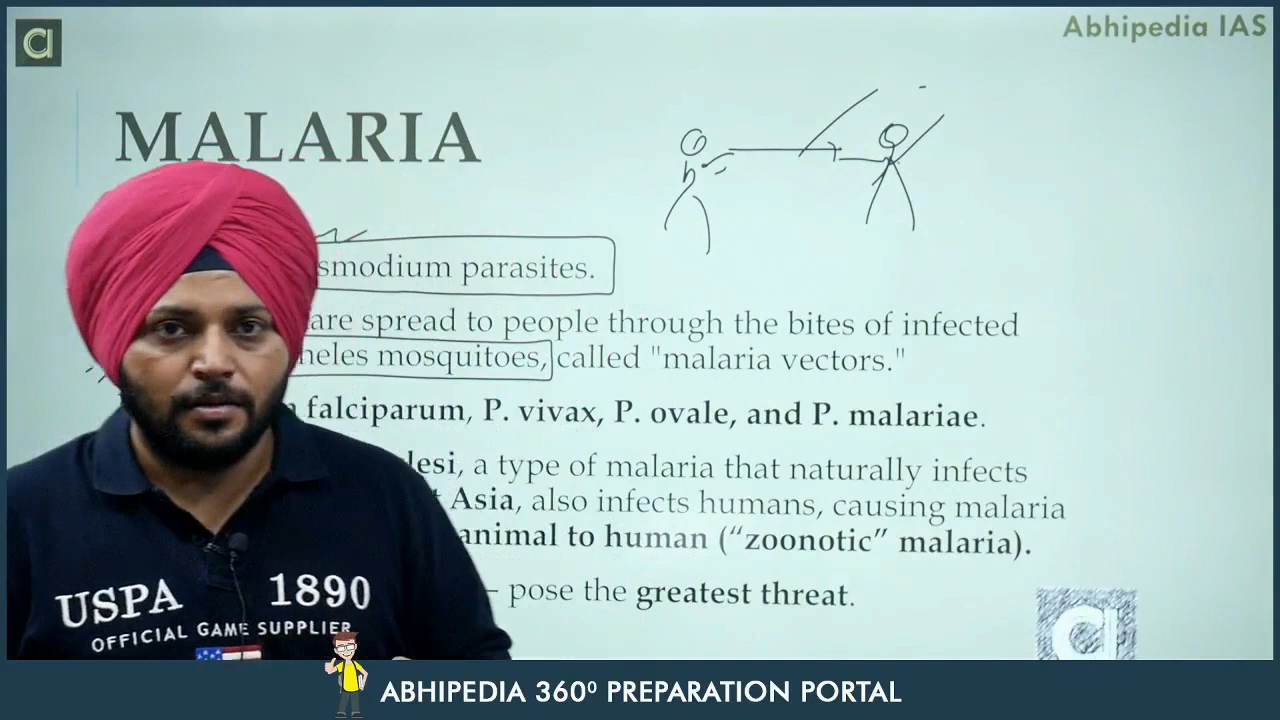 Abhipedia IAS
MALARIA
smodium parasites.
are spread to people through the bites of infected
heles mosquitoes, called "malaria vectors."
falciparum, P. vivax, P. ovale, and P. malariae.
lesi, a type of malaria that naturally infects
Asia, also infects humans, causing malaria
animal to human (“zoonotic” malaria).
– pose the greatest threat.
USPA 1890
OFFICIAL GAME SUPPLIER
ABHIPEDIA 360⁰ PREPARATION PORTAL